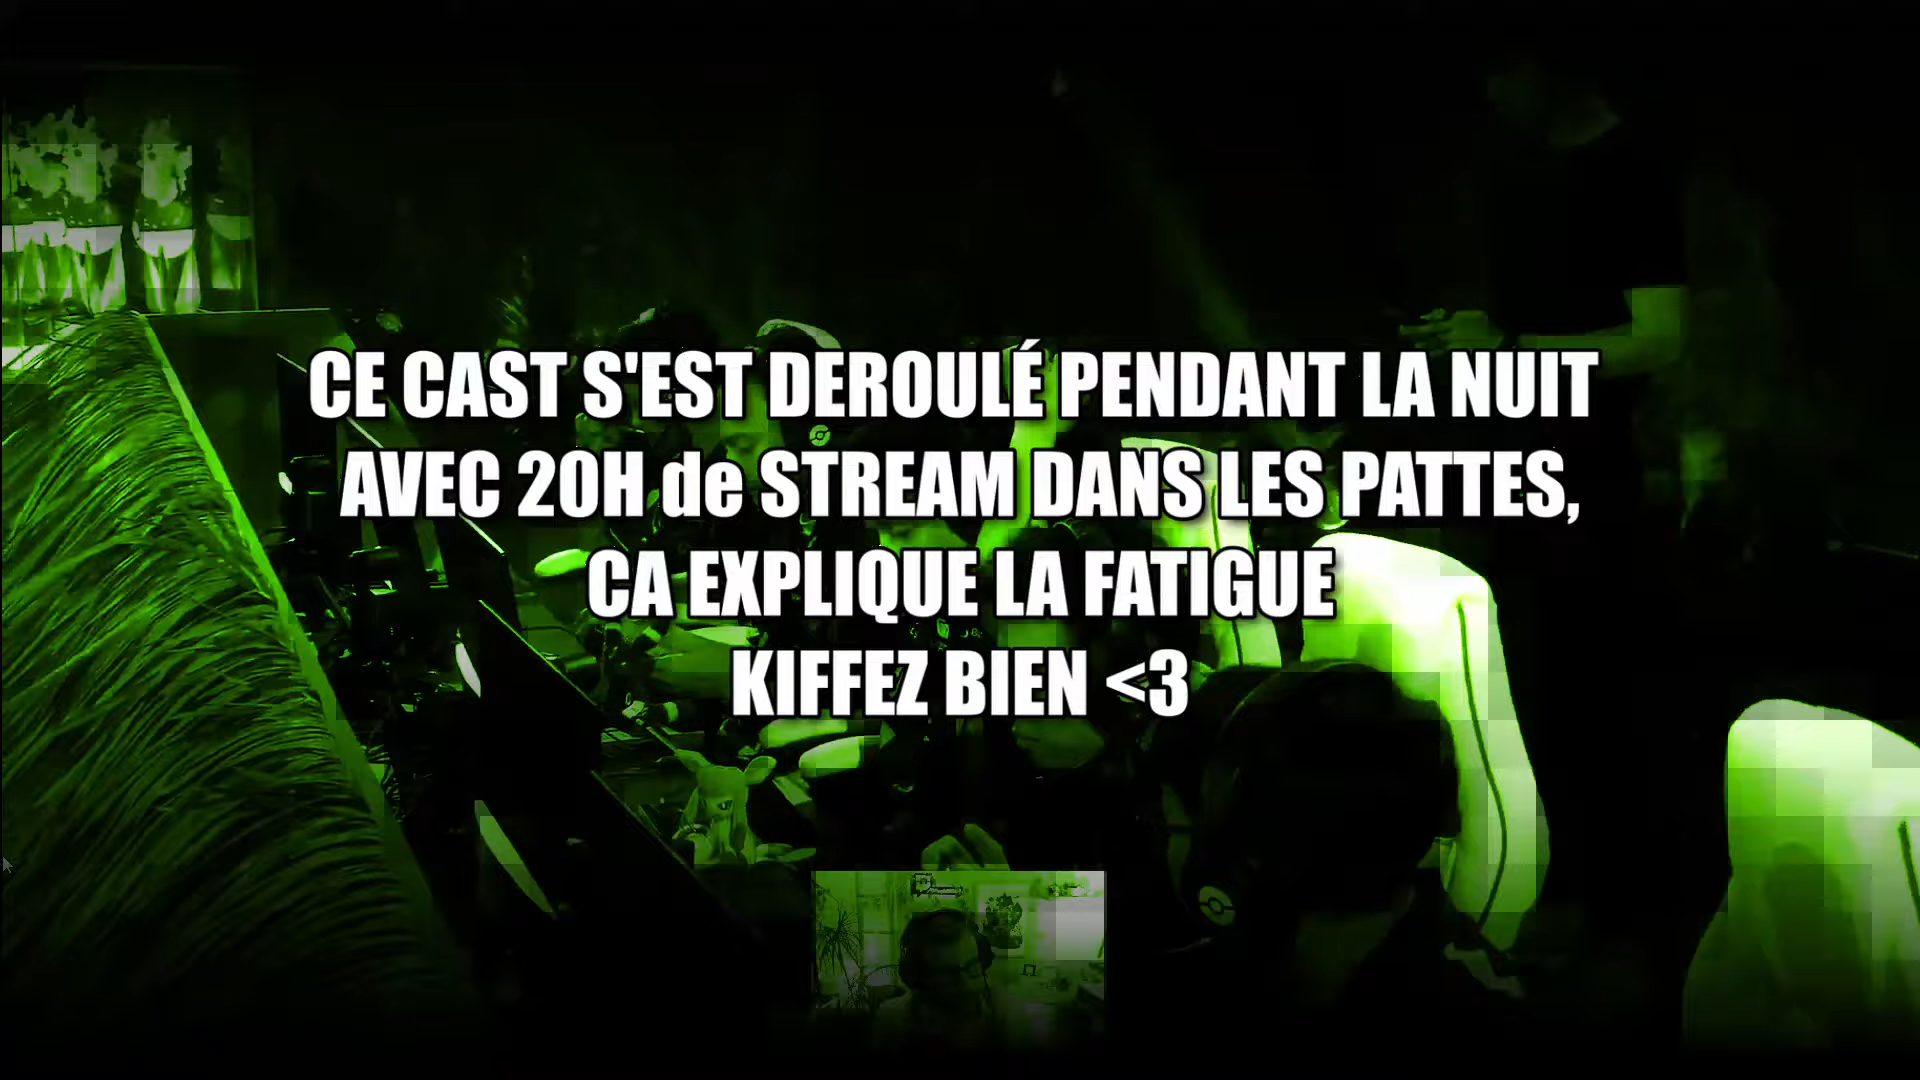 CE CAST S'EST DEROULÉ PENDANT LA NUIT
AVEC 20H de STREAM DANS LES PATTES,
CA EXPLIQUE LA FATIGUE
KIFFEZ BIEN <3